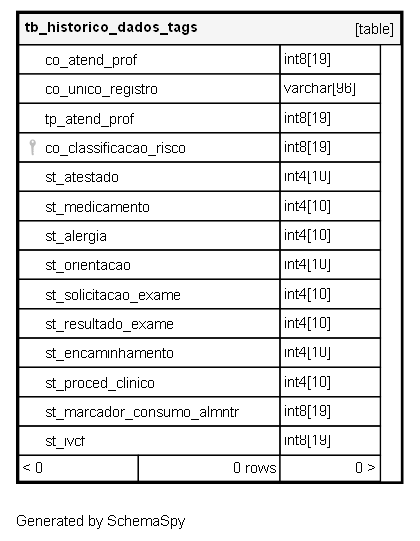 tb_historico_dados_tags [table]
co_atend_prof int8[19]
co_unico_registro varchar[96]
tp_atend_prof int8[19]
co_classificacao_risco int8[19]
st_atestado int4[10]
st_medicamento int4[10]
st_alergia int4[10]
st_orientacao int4[10]
st_solicitacao_exame int4[10]
st_resultado_exame int4[10]
st_encaminhamento int4[10]
st_proced_clinico int4[10]
st_marcador_consumo_almntr int8[19]
st_ivcf int8[19]
< 0 0 rows 0 >
Generated by SchemaSpy